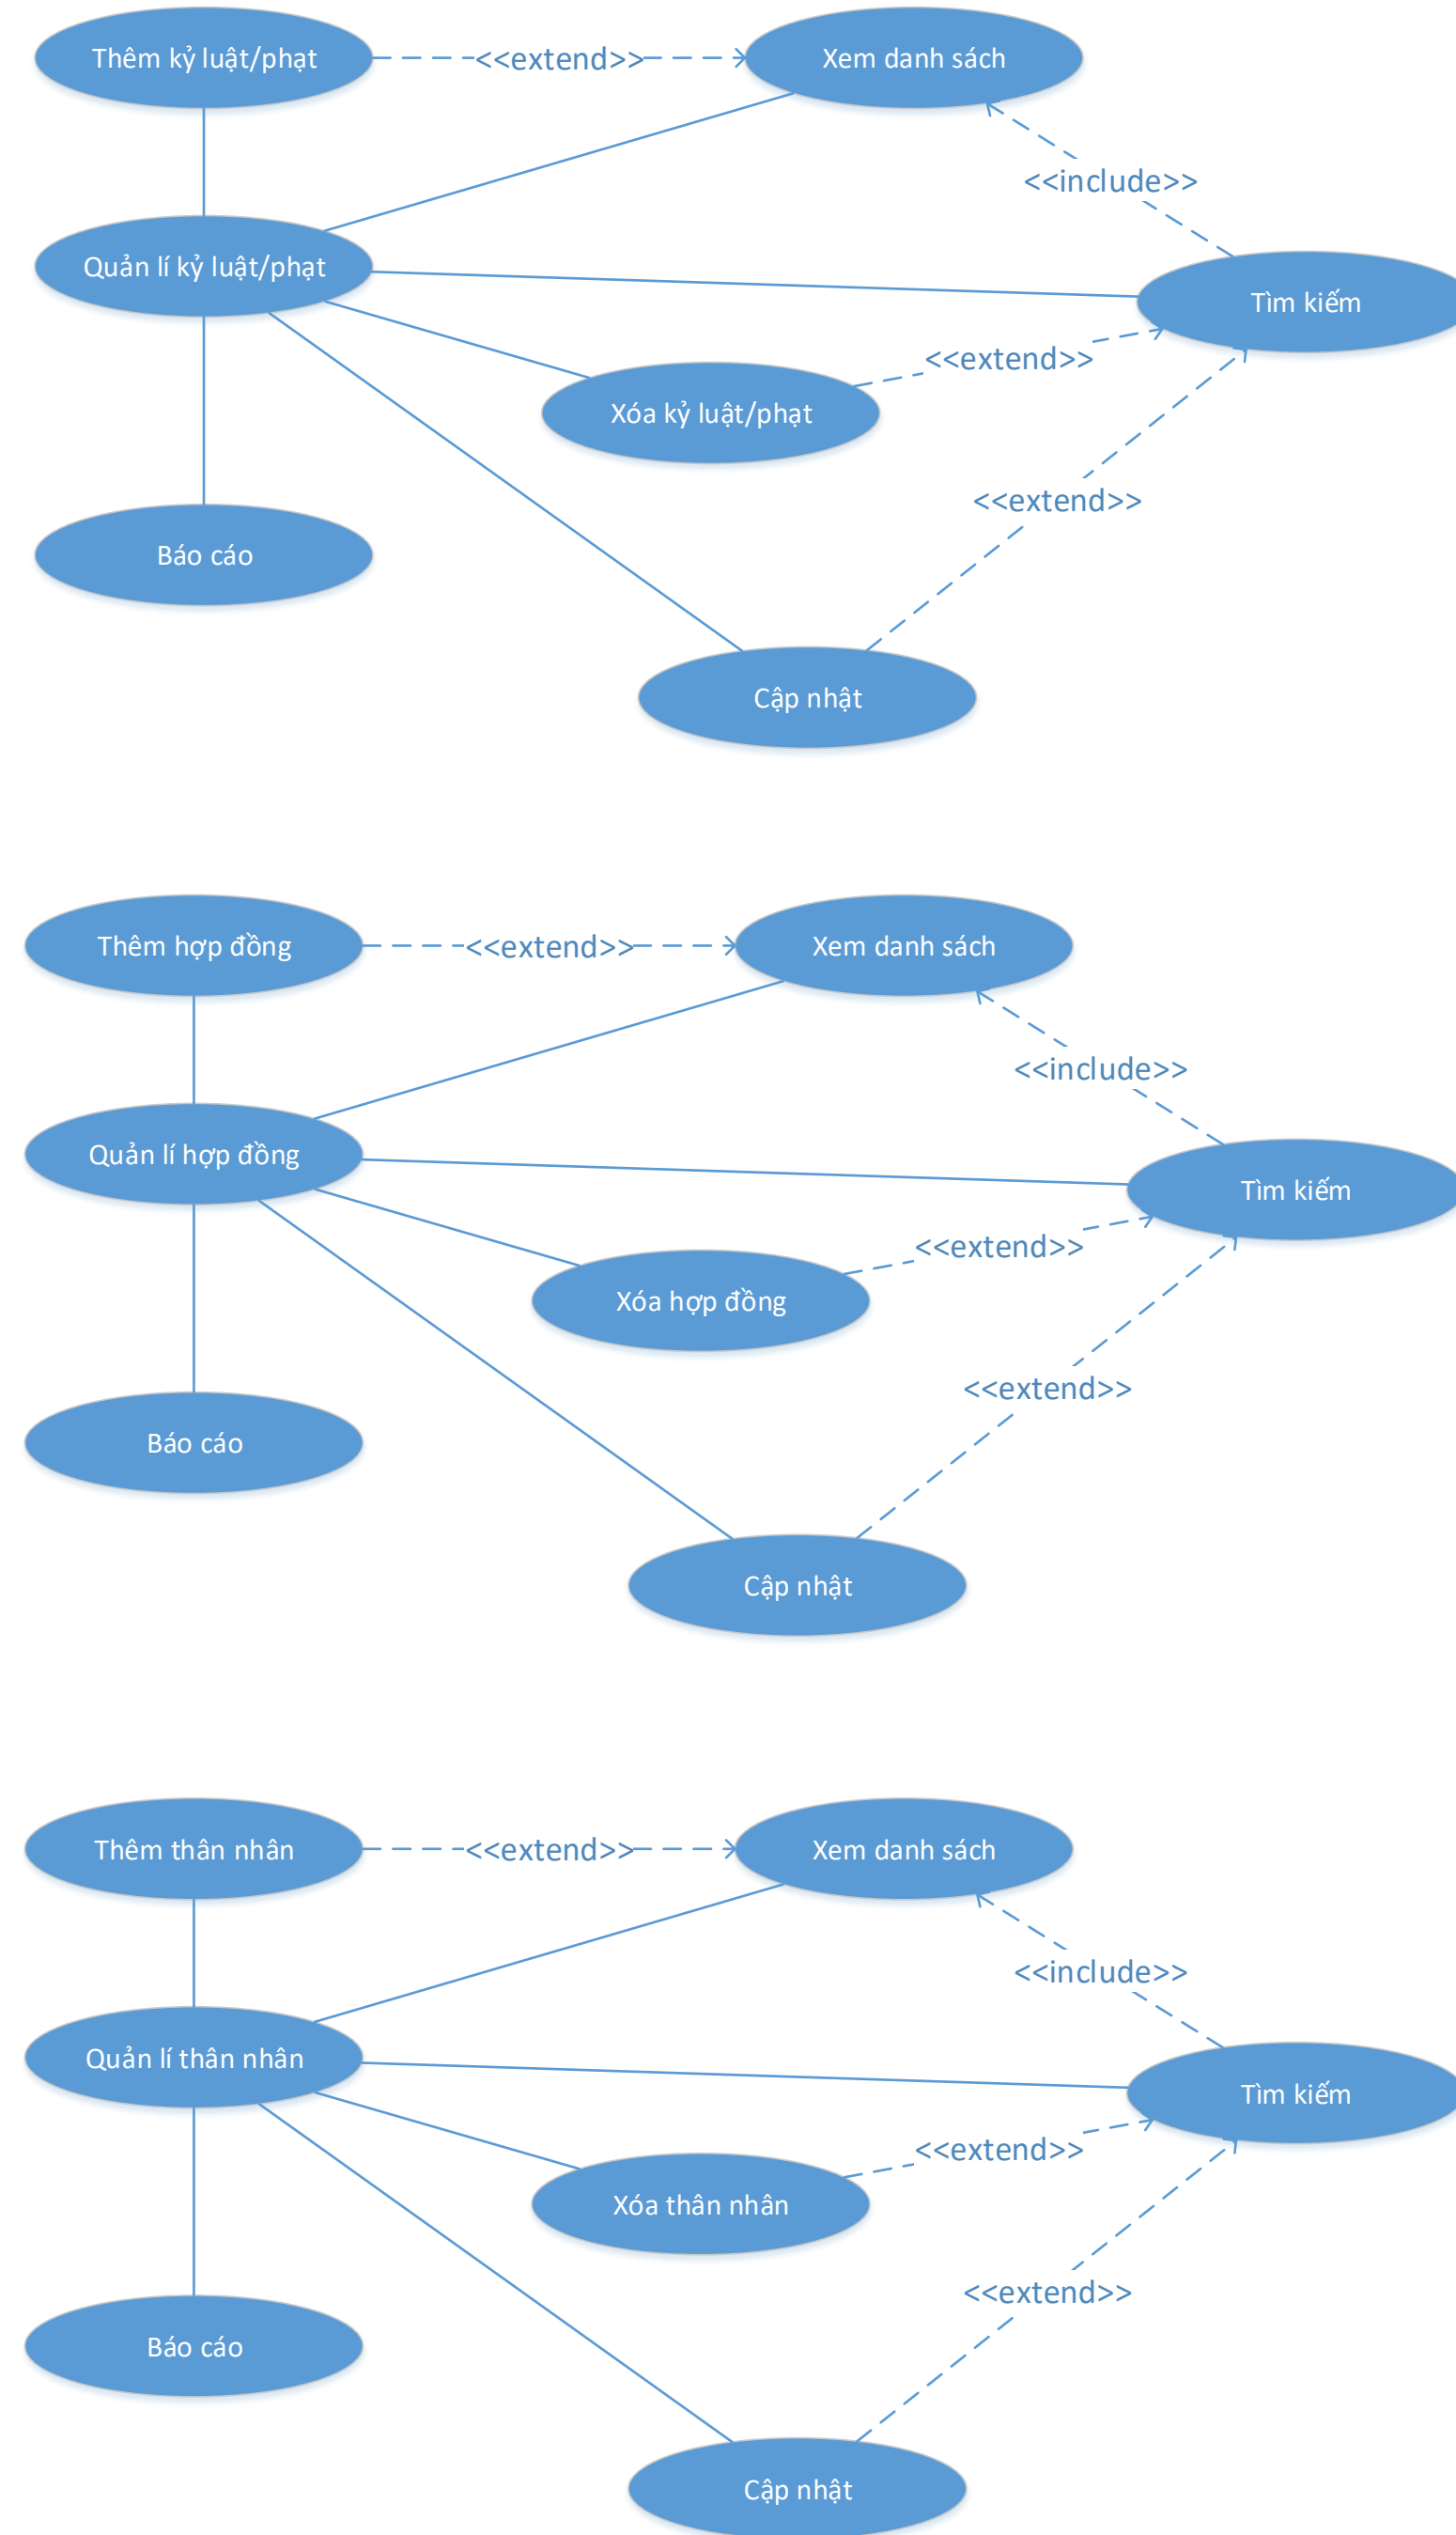 Thêm kỷ luật/phạt
<<extend>>
Xem danh sách
<<include>>
Quản lí kỷ luật/phạt
Tìm kiếm
<<extend>>
Xóa kỷ luật/phạt
<<extend>>
Báo cáo
Cập nhật
Thêm hợp đồng
<<extend>>
Xem danh sách
<<include>>
Quản lí hợp đồng
Tìm kiếm
<<extend>>
Xóa hợp đồng
<<extend>>
Báo cáo
Cập nhật
Thêm thân nhân
<<extend>>
Xem danh sách
<<include>>
Quản lí thân nhân
Tìm kiếm
<<extend>>
Xóa thân nhân
<<extend>>
Báo cáo
Cập nhật